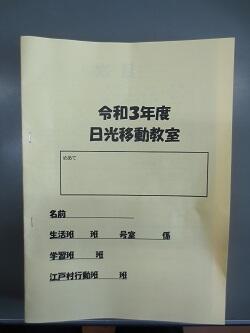 令和3年度
日光移動教室
めあて
名前
生活班　班　号室　係
学習班　班
江戸村行動班　班